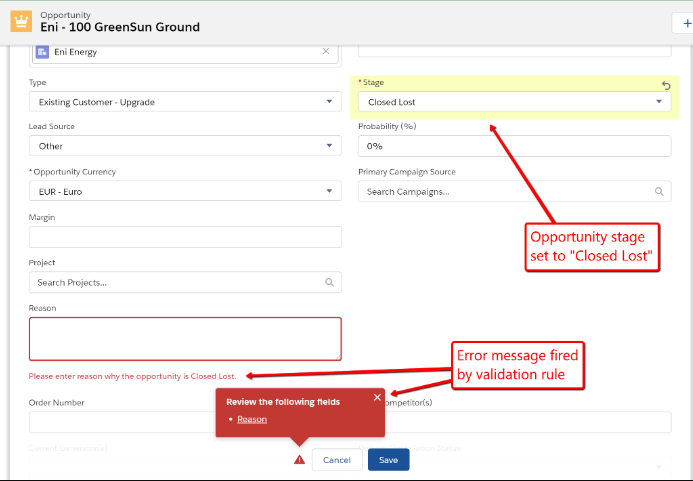 Opportunity
Eni - 100 GreenSun Ground
Eni Energy
Type
* Stage
Existing Customer - Upgrade
Closed Lost
Lead Source
Probability (%)
Other
0%
* Opportunity Currency
Primary Campaign Source
EUR - Euro
Search Campaigns...
Margin
Opportunity stage
set to "Closed Lost"
Project
Search Projects...
Reason
Error message fired
by validation rule
Please enter reason why the opportunity is Closed Lost.
Review the following fields
• Reason
Order Number
ompetitor(s)
Current Generator(s)
Status
Cancel
Save